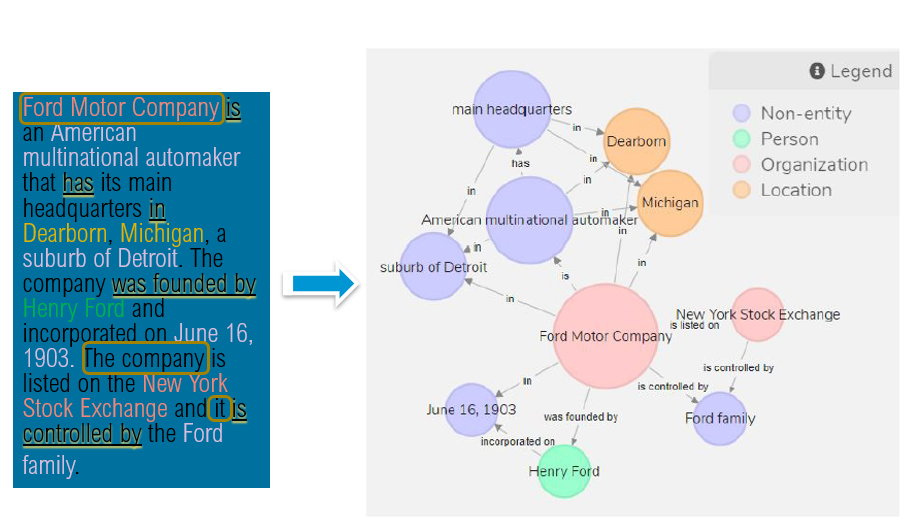 Ford Motor Company is
an American
multinational automaker
that has its main
headquarters in
Dearborn, Michigan, a
suburb of Detroit. The
company was founded by
Henry Ford and
incorporated on June 16,
1903. The company is
listed on the New York
Stock Exchange and it is
controlled by the Ford
family.
Legend
Non-entity
Person
Organization
Location
main headquarters
in
Dearborn
has
in
in
in
Michigan
American multinational automaker
in
in
in
suburb of Detroit
is
in
in
New York Stock Exchange
is listed on
Ford Motor Company
is controlled by
in
is controlled by
June 16, 1903
was founded by
Ford family
incorporated on
Henry Ford